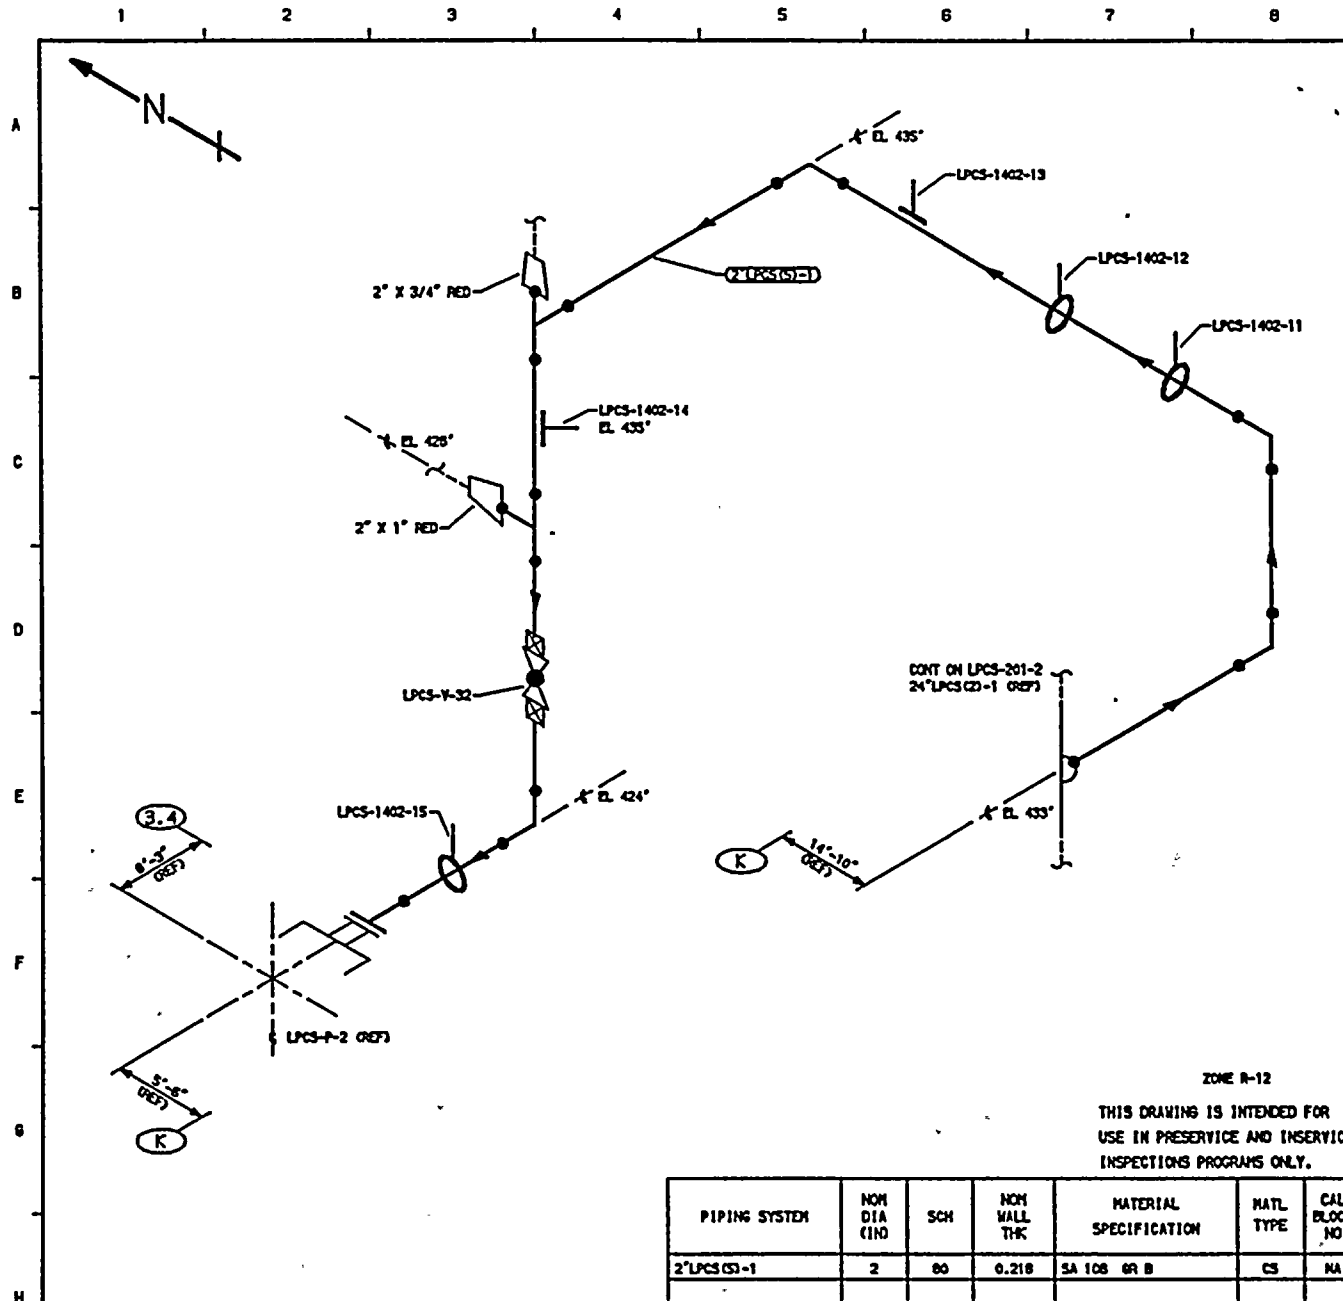 1 2 3 4 5 6 7 8
A
B
C
D
E
F
G
H
N
℄ EL 435'
LPCS-1402-13
LPCS-1402-12
LPCS-1402-11
2"LPCS(5)-1
2" X 3/4" RED
LPCS-1402-14
EL 435'
℄ EL 426'
2" X 1" RED
LPCS-V-32
CONT ON LPCS-201-2
24"LPCS(2)-1 (REF)
℄ EL 424'
℄ EL 433'
LPCS-1402-15
3.4
(REF)
K
14'-10"
(REF)
℄ LPCS-P-2 (REF)
5'-6"
(REF)
K
ZONE R-12
THIS DRAWING IS INTENDED FOR
USE IN PRESERVICE AND INSERVIC
INSPECTIONS PROGRAMS ONLY.
PIPING SYSTEM NOM DIA (IN) SCH NOM WALL THK MATERIAL SPECIFICATION MATL TYPE CAL BLOC NO
2"LPCS(5)-1 2 80 0.218 SA 106 GR B CS NA